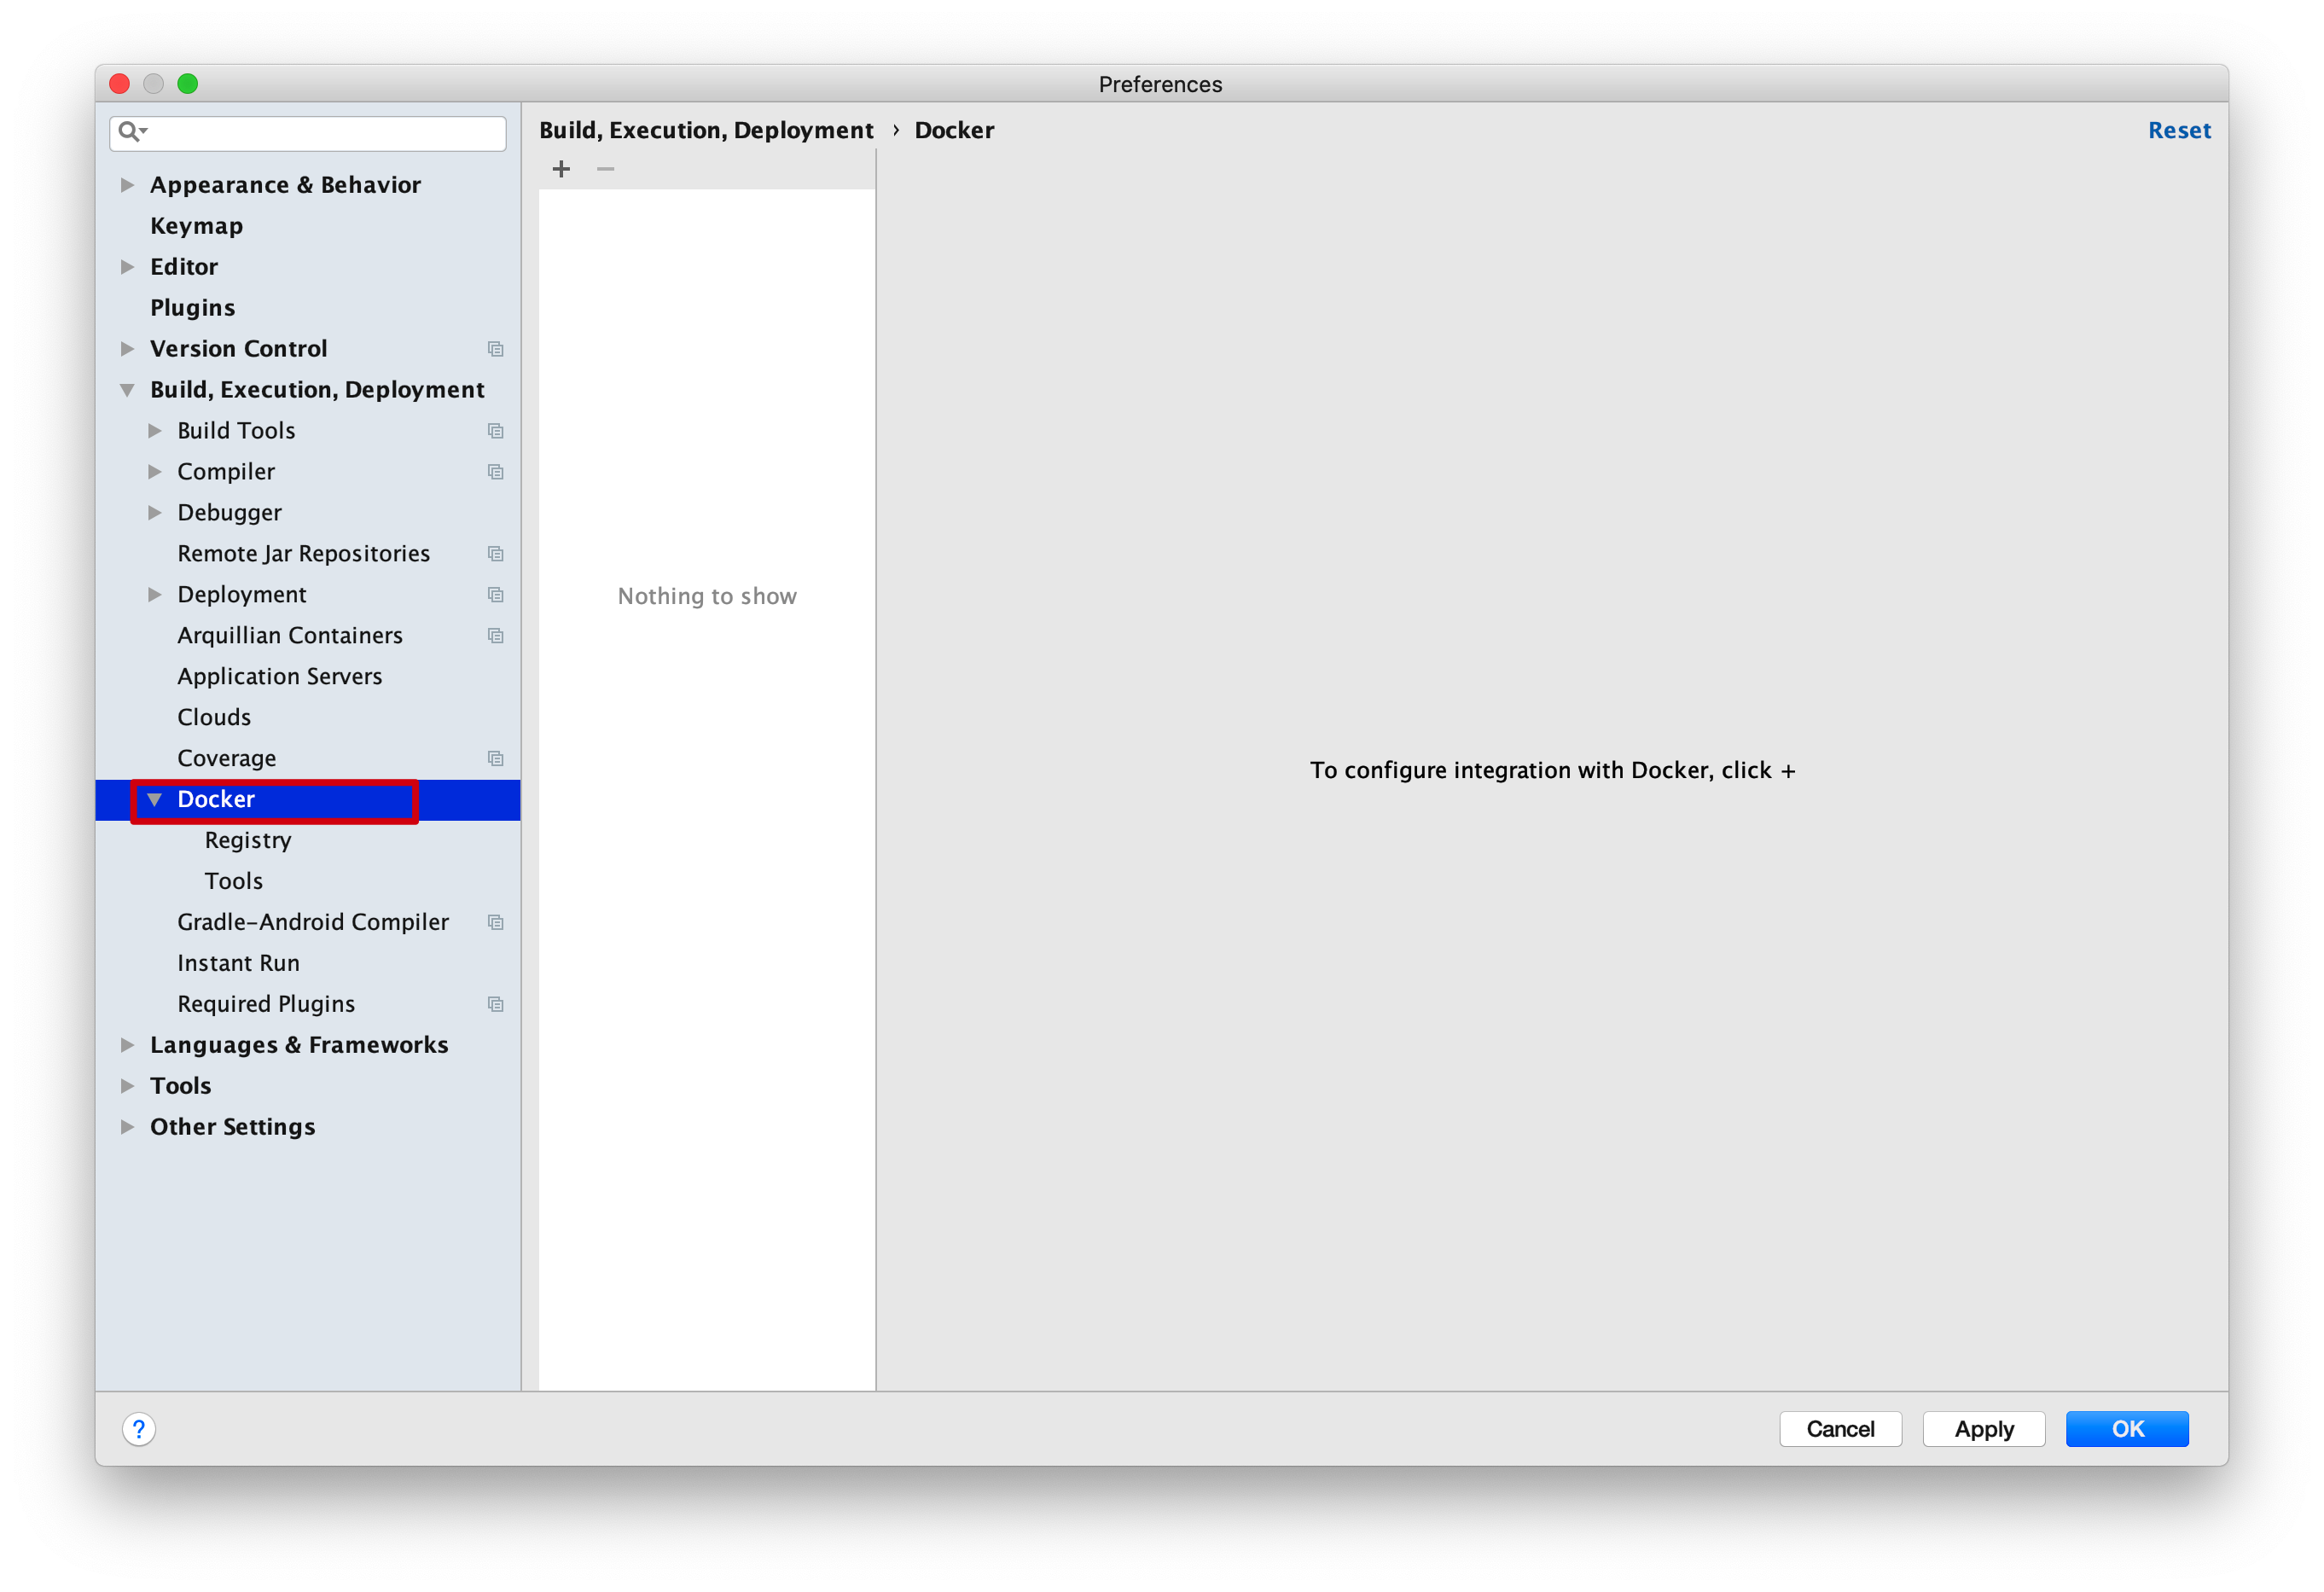 Preferences
Build, Execution, Deployment › Docker
Reset
Appearance & Behavior
Keymap
Editor
Plugins
Version Control
Build, Execution, Deployment
Build Tools
Compiler
Debugger
Remote Jar Repositories
Deployment
Arquillian Containers
Application Servers
Clouds
Coverage
Docker
Registry
Tools
Gradle-Android Compiler
Instant Run
Required Plugins
Languages & Frameworks
Tools
Other Settings
Nothing to show
To configure integration with Docker, click +
?
Cancel
Apply
OK